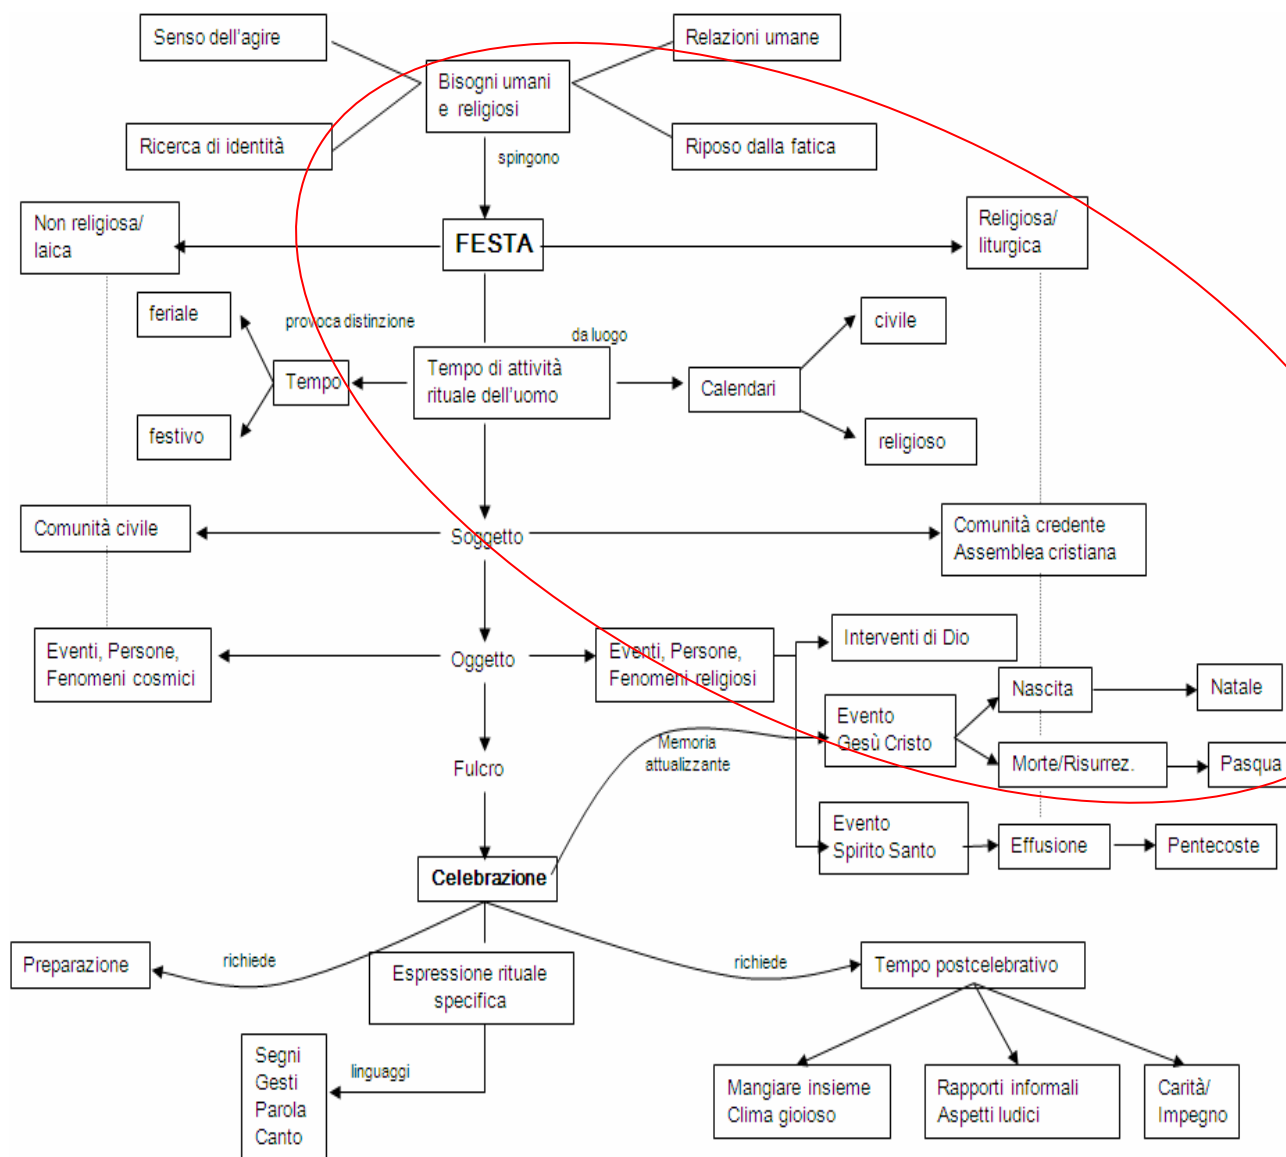 Senso dell'agire
Relazioni umane
Bisogni umani
e religiosi
Ricerca di identità
Riposo dalla fatica
spingono
Non religiosa/
laica
FESTA
Religiosa/
liturgica
feriale
provoca distinzione
da luogo
civile
Tempo
Tempo di attività
rituale dell'uomo
Calendari
festivo
religioso
Comunità civile
Soggetto
Comunità credente
Assemblea cristiana
Eventi, Persone,
Fenomeni cosmici
Oggetto
Eventi, Persone,
Fenomeni religiosi
Interventi di Dio
Nascita
Natale
Evento
Gesù Cristo
Memoria
attualizzante
Morte/Risurrez.
Pasqua
Fulcro
Evento
Spirito Santo
Effusione
Pentecoste
Celebrazione
Preparazione
richiede
Espressione rituale
specifica
richiede
Tempo postcelebrativo
Segni
Gesti
Parola
Canto
linguaggi
Mangiare insieme
Clima gioioso
Rapporti informali
Aspetti ludici
Carità/
Impegno